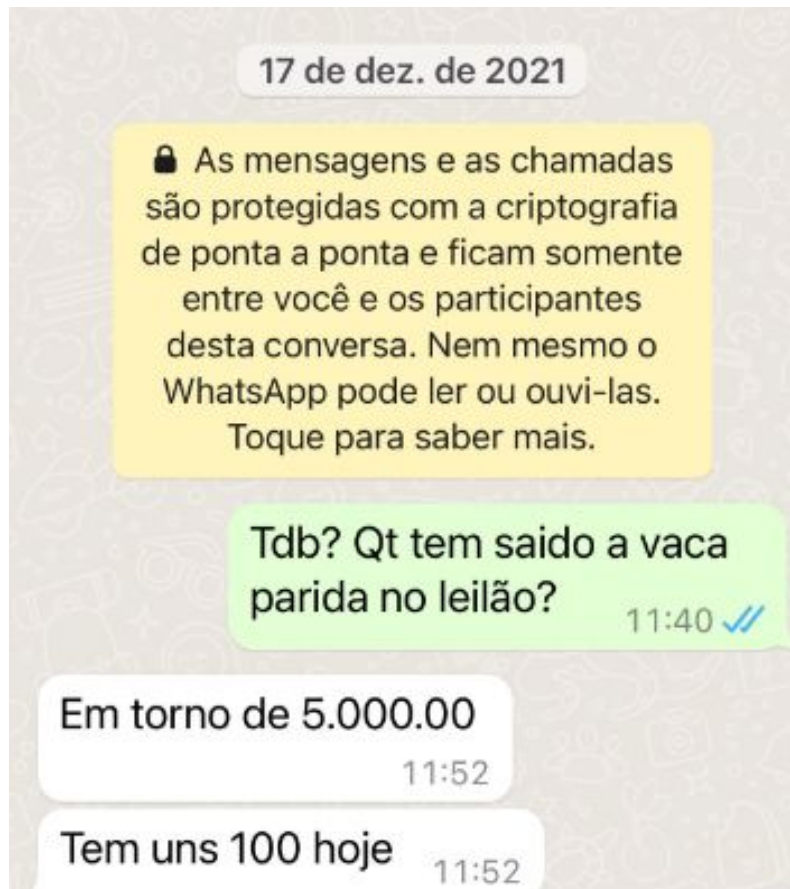 17 de dez. de 2021
As mensagens e as chamadas
são protegidas com a criptografia
de ponta a ponta e ficam somente
entre você e os participantes
desta conversa. Nem mesmo o
WhatsApp pode ler ou ouvi-las.
Toque para saber mais.
Tdb? Qt tem saido a vaca
parida no leilão?
11:40
Em torno de 5.000.00
11:52
Tem uns 100 hoje
11:52